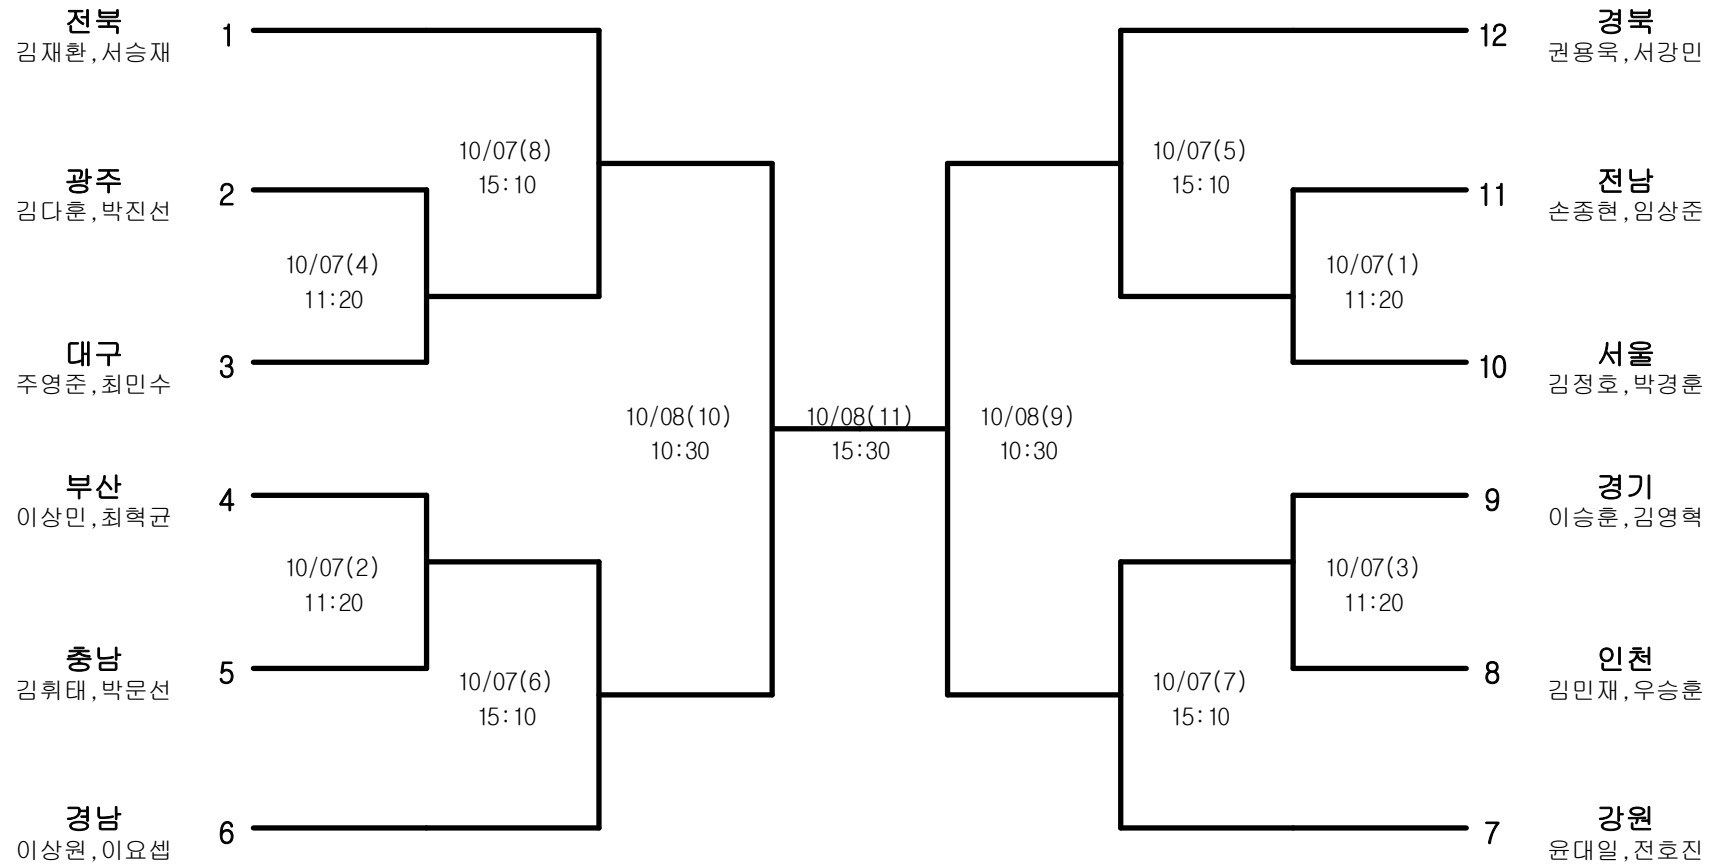 전북
김재환,서승재
1
10/07(8)
15:10
광주
김다훈,박진선
2
10/07(4)
11:20
대구
주영준,최민수
3
10/08(10)
10:30
부산
이상민,최혁균
4
10/07(2)
11:20
충남
김휘태,박문선
5
10/07(6)
15:10
경남
이상원,이요셉
6
10/08(11)
15:30
12
경북
권용욱,서강민
10/07(5)
15:10
11
전남
손종현,임상준
10/07(1)
11:20
10
서울
김정호,박경훈
10/08(9)
10:30
9
경기
이승훈,김영혁
10/07(3)
11:20
8
인천
김민재,우승훈
10/07(7)
15:10
7
강원
윤대일,전호진